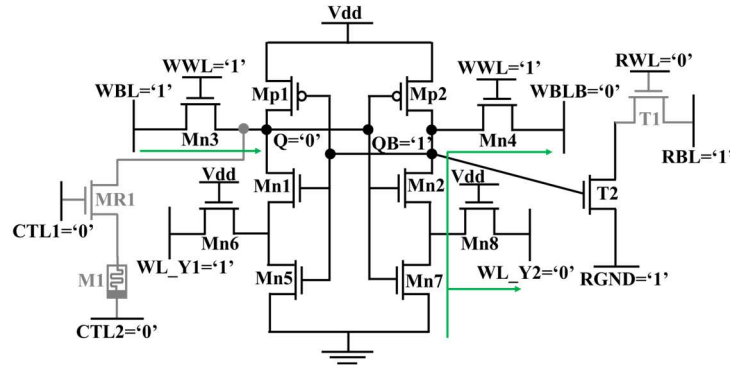 Vdd
WWL=‘1’
WBL=‘1’
Mp1
Mp2
WWL=‘1’
WBLB=‘0’
RWL=‘0’
T1
Mn3
Q=‘0’
QB=‘1’
Mn4
RBL=‘1’
Mn1
Mn2
Vdd
Vdd
T2
MR1
CTL1=‘0’
Mn6
Mn8
WL_Y1=‘1’
WL_Y2=‘0’
M1
Mn5
Mn7
RGND=‘1’
CTL2=‘0’